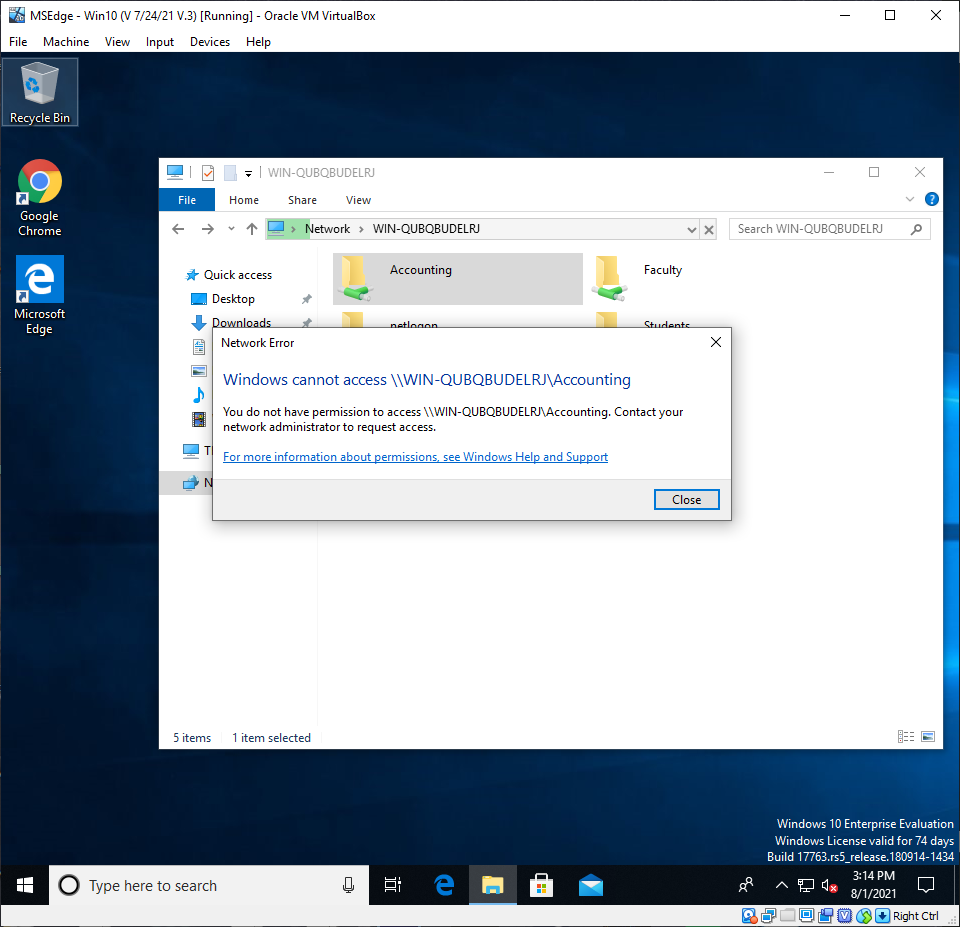 MSEdge - Win10 (V 7/24/21 V.3) [Running] - Oracle VM VirtualBox
File Machine View Input Devices Help
Recycle Bin
Google
Chrome
Microsoft
Edge
WIN-QUBQBUDELRJ
File Home Share View
Network > WIN-QUBQBUDELRJ
Search WIN-QUBQBUDELRJ
Quick access
Desktop
Downloads
Accounting
Faculty
netlogon
Students
Network Error
Windows cannot access \\WIN-QUBQBUDELRJ\Accounting
You do not have permission to access \\WIN-QUBQBUDELRJ\Accounting. Contact your
network administrator to request access.
For more information about permissions, see Windows Help and Support
Close
5 items 1 item selected
Windows 10 Enterprise Evaluation
Windows License valid for 74 days
Build 17763.rs5_release.180914-1434
Type here to search
3:14 PM
8/1/2021
Right Ctrl